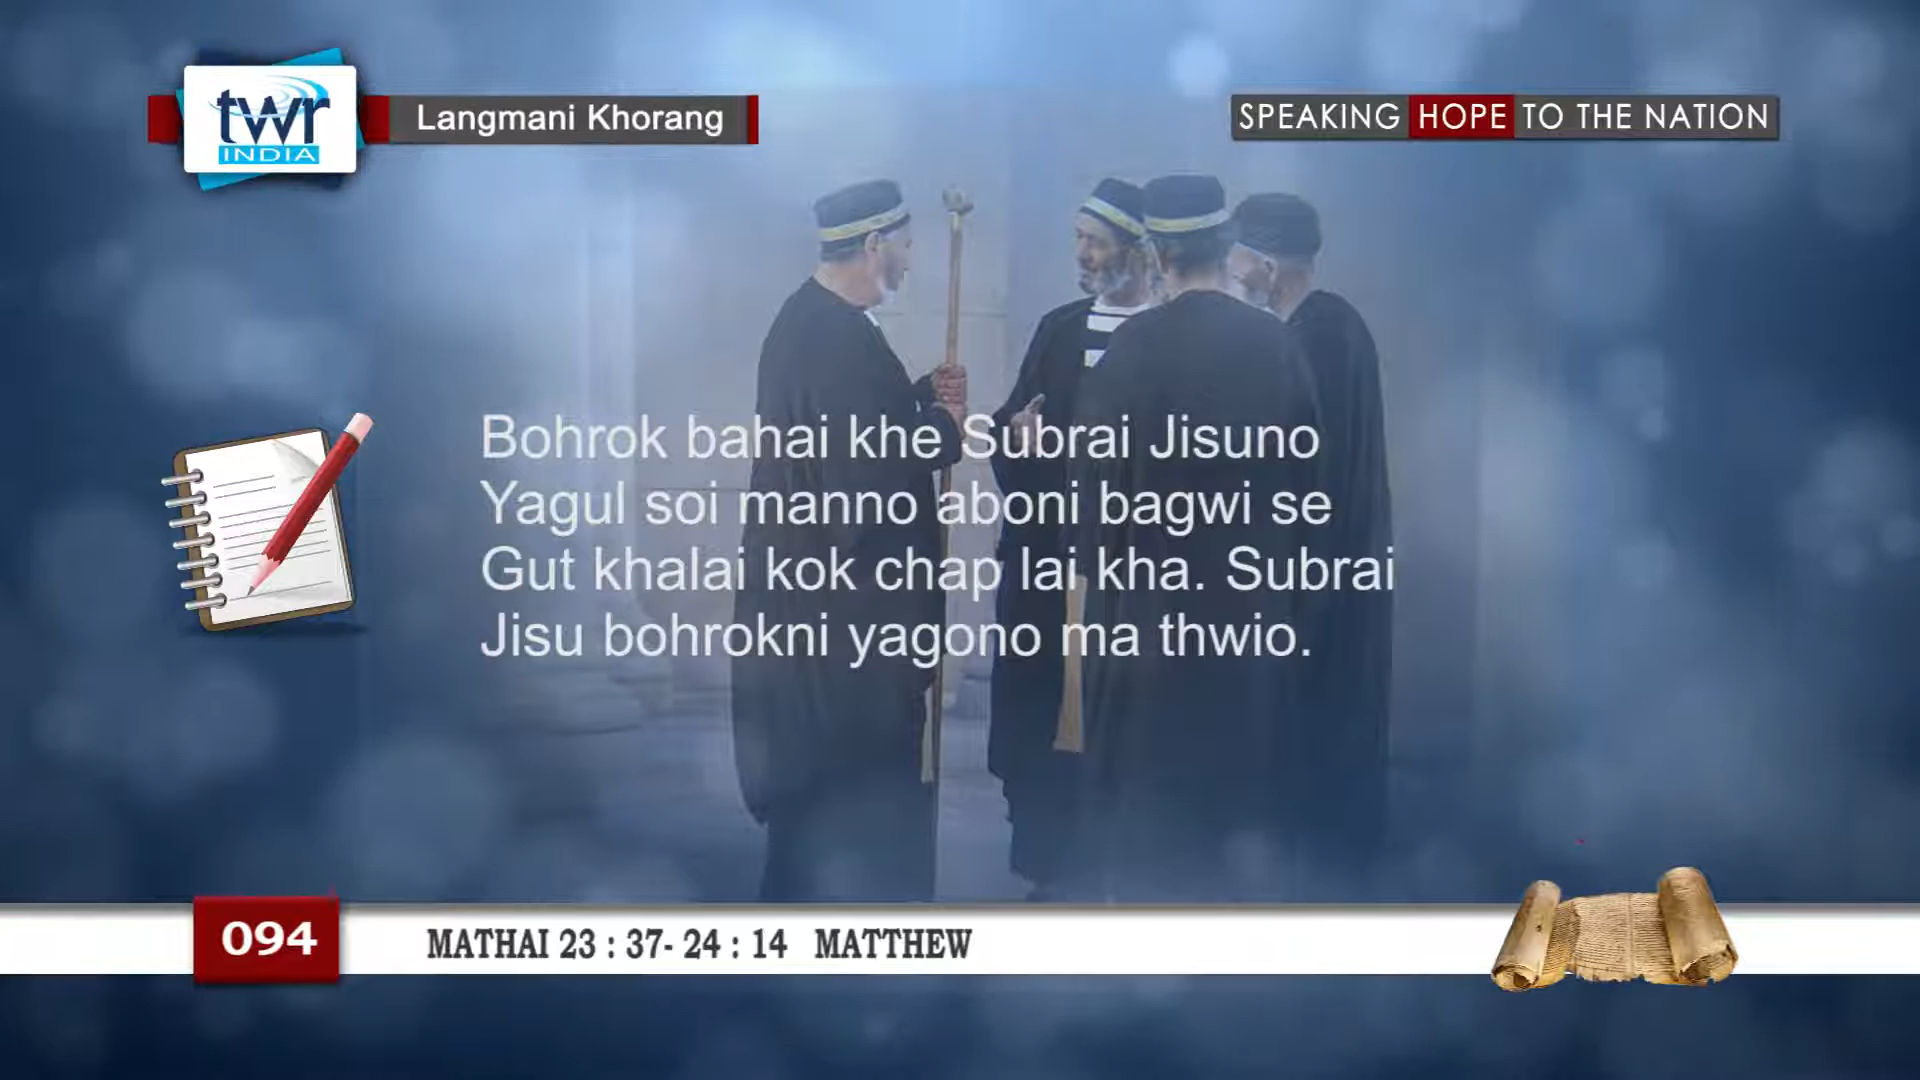 twr
INDIA
Langmani Khorang
SPEAKING HOPE TO THE NATION
Bohrok bahai khe Subrai Jisuno
Yagul soi manno aboni bagwi se
Gut khalai kok chap lai kha. Subrai
Jisu bohrokni yagono ma thwio.
094
MATHAI 23 : 37- 24 : 14 MATTHEW